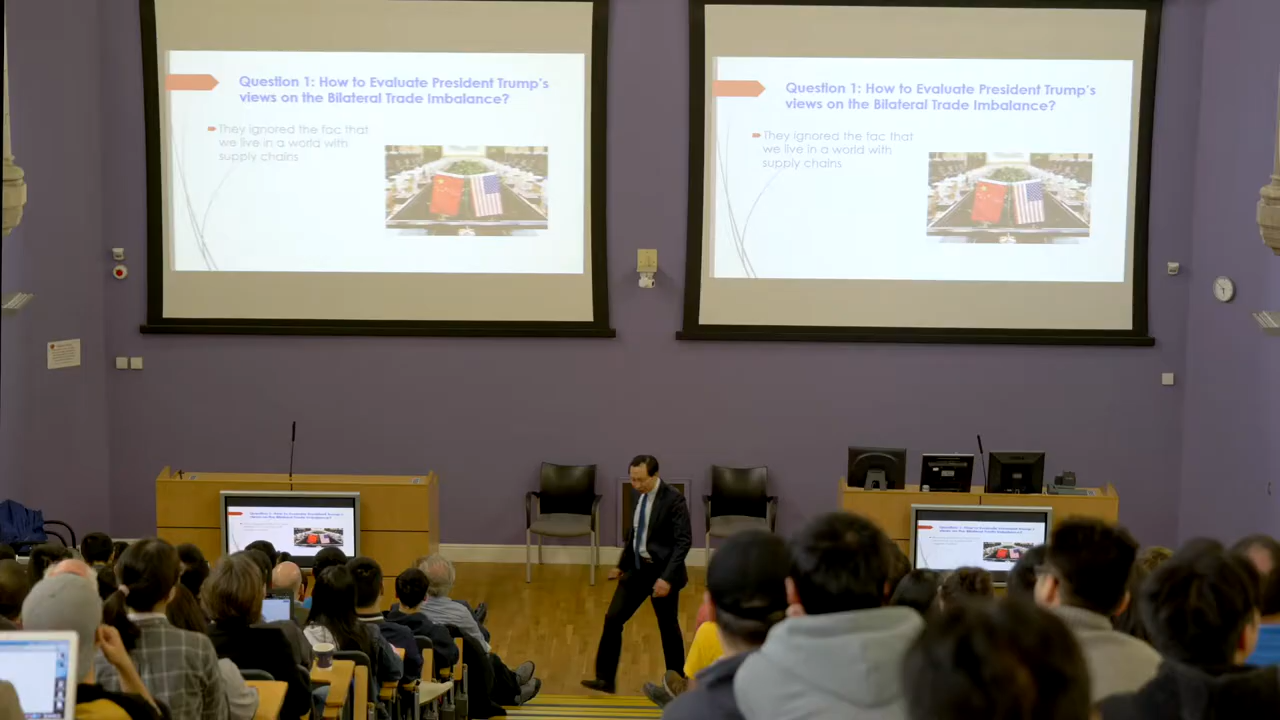 Question 1: How to Evaluate President Trump's
views on the Bilateral Trade Imbalance?
They ignored the fac that
we live in a world with
supply chains
Question 1: How to Evaluate President Trump's
views on the Bilateral Trade Imbalance?
They ignored the fac that
we live in a world with
supply chains